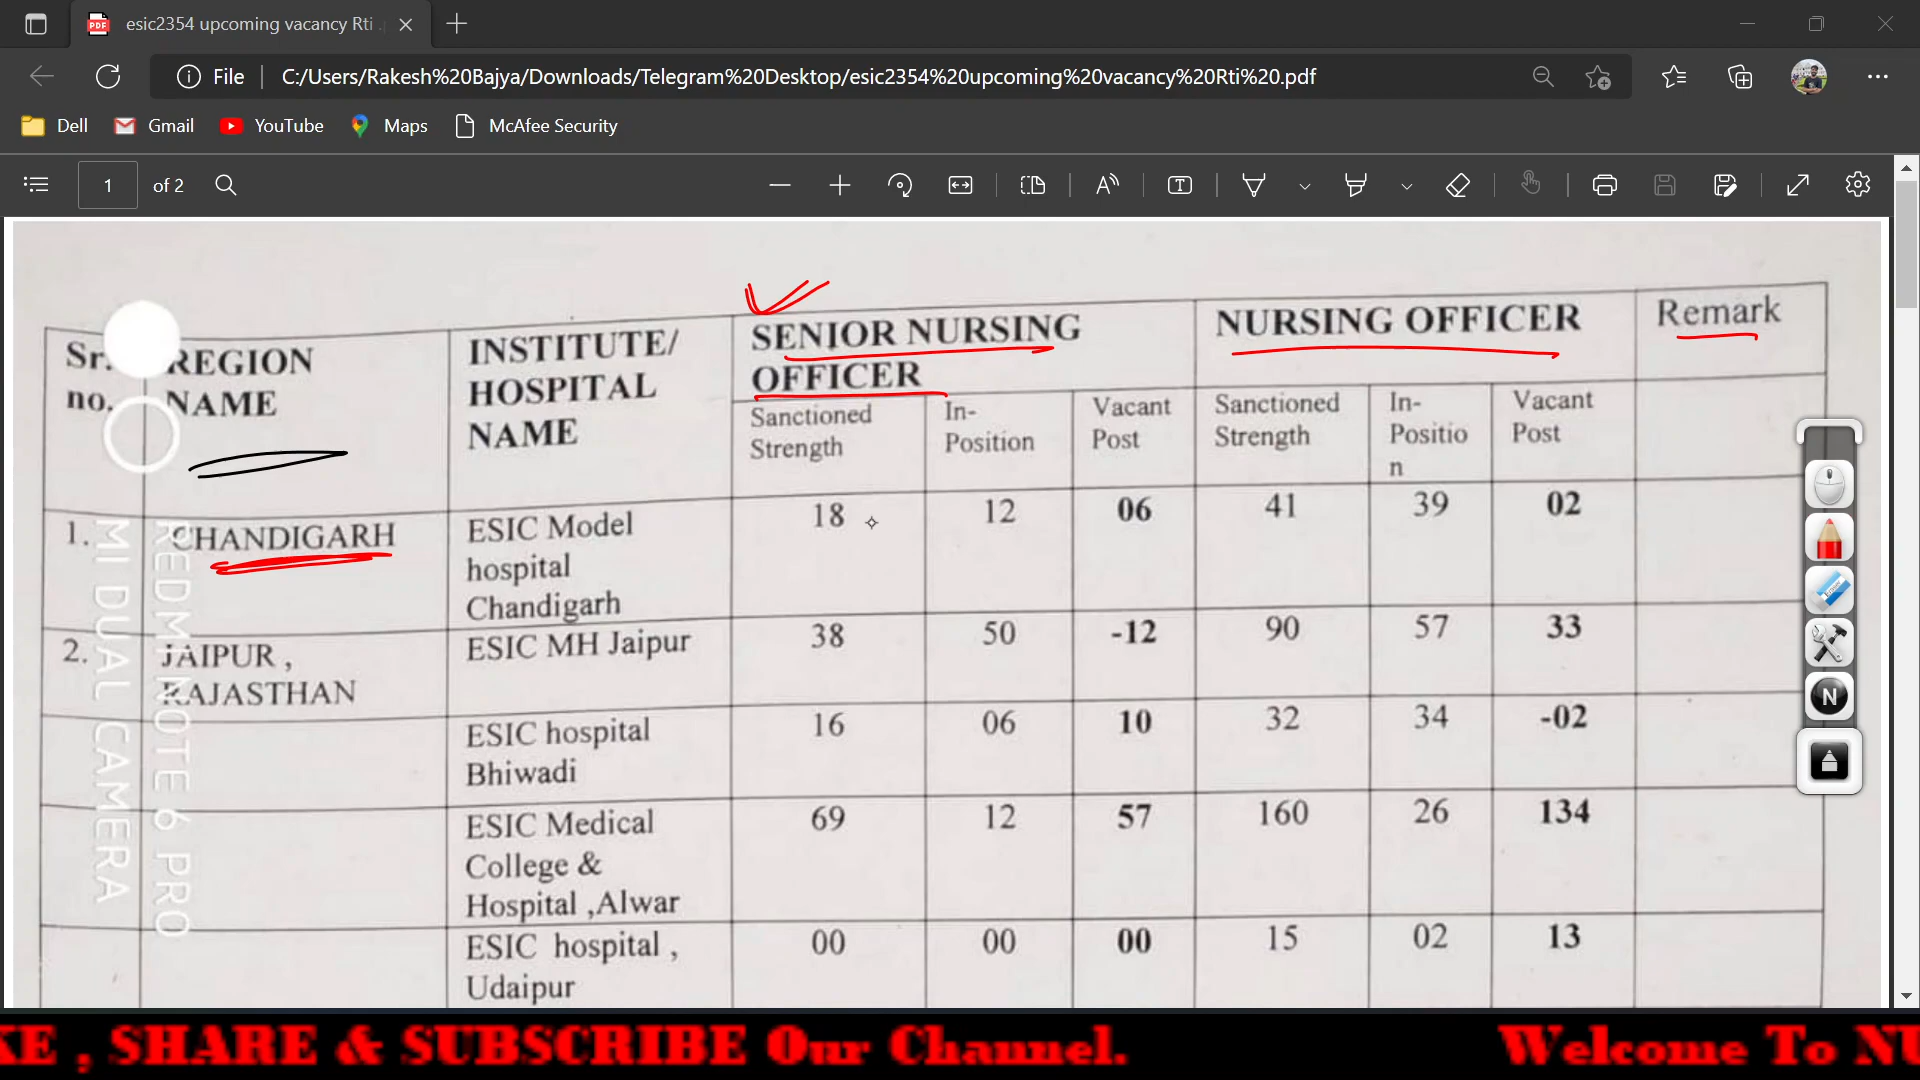 esic2354 upcoming vacancy Rti .
File C:/Users/Rakesh%20Bajya/Downloads/Telegram%20Desktop/esic2354%20upcoming%20vacancy%20Rti%20.pdf
Dell Gmail YouTube Maps McAfee Security
1 of 2
Sr. no. REGION NAME INSTITUTE/ HOSPITAL NAME SENIOR NURSING OFFICER NURSING OFFICER Remark
Sanctioned Strength In-Position Vacant Post Sanctioned Strength In-Position Vacant Post
1. CHANDIGARH ESIC Model hospital Chandigarh 18 12 06 41 39 02
2. JAIPUR , RAJASTHAN ESIC MH Jaipur 38 50 -12 90 57 33
ESIC hospital Bhiwadi 16 06 10 32 34 -02
ESIC Medical College & Hospital ,Alwar 69 12 57 160 26 134
ESIC hospital , Udaipur 00 00 00 15 02 13
REDMI NOTE 6 PRO
MI DUAL CAMERA
N
KE , SHARE & SUBSCRIBE Our Channel. Welcome To NU